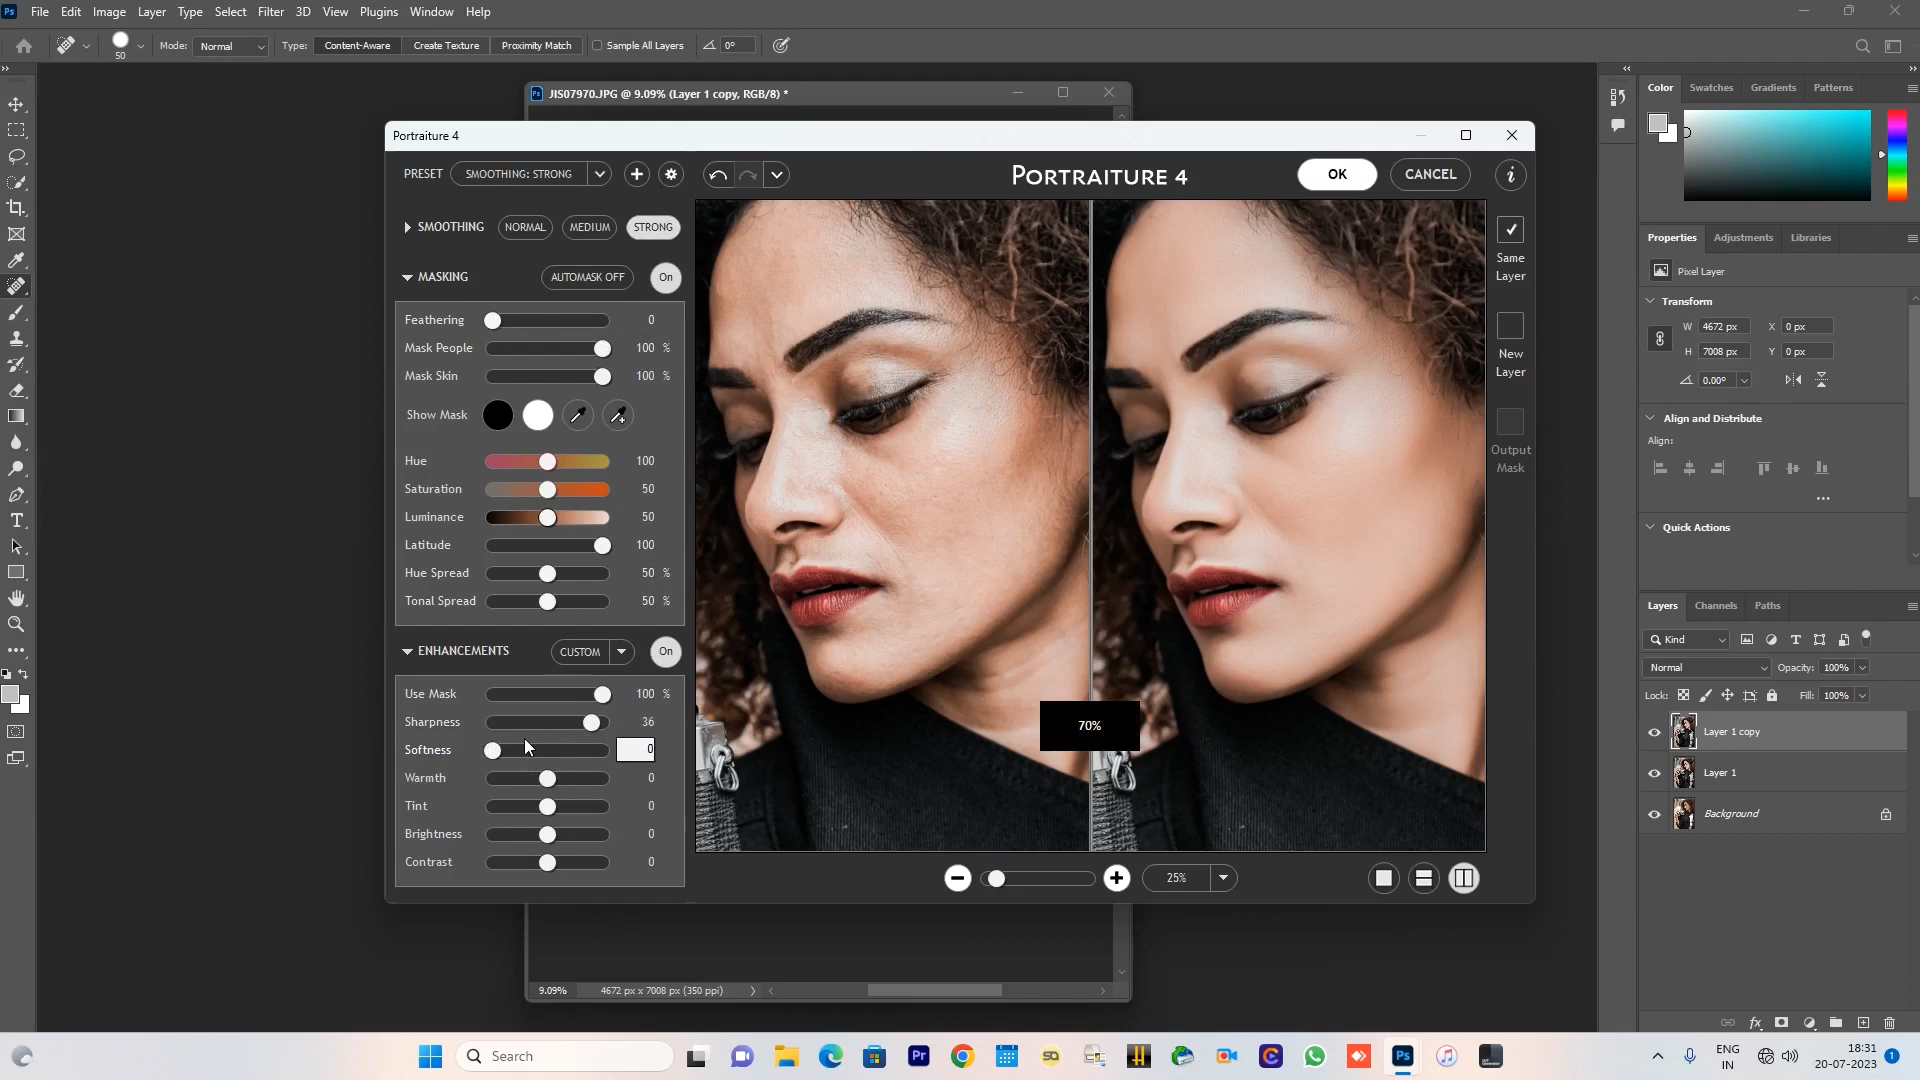 Ps File Edit Image Layer Type Select Filter 3D View Plugins Window Help
50 Mode: Normal Type: Content-Aware Create Texture Proximity Match Sample All Layers 0°
Ps JIS07970.JPG @ 9.09% (Layer 1 copy, RGB/8) *
Portraiture 4
PRESET SMOOTHING: STRONG
PORTRAITURE 4
OK CANCEL i
SMOOTHING NORMAL MEDIUM STRONG
MASKING AUTOMASK OFF On
Feathering 0
Mask People 100 %
Mask Skin 100 %
Show Mask
Hue 100
Saturation 50
Luminance 50
Latitude 100
Hue Spread 50 %
Tonal Spread 50 %
ENHANCEMENTS CUSTOM On
Use Mask 100 %
Sharpness 36
Softness 0
Warmth 0
Tint 0
Brightness 0
Contrast 0
70%
25%
Same
Layer
New
Layer
Output
Mask
9.09% 4672 px x 7008 px (350 ppi)
Color Swatches Gradients Patterns
Properties Adjustments Libraries
Pixel Layer
Transform
W 4672 px X 0 px
H 7008 px Y 0 px
0.00°
Align and Distribute
Align:
Quick Actions
Layers Channels Paths
Kind
Normal Opacity: 100%
Lock: Fill: 100%
Layer 1 copy
Layer 1
Background
fx
Search
Pr
Ps
ENG
IN
18:31
20-07-2023
1